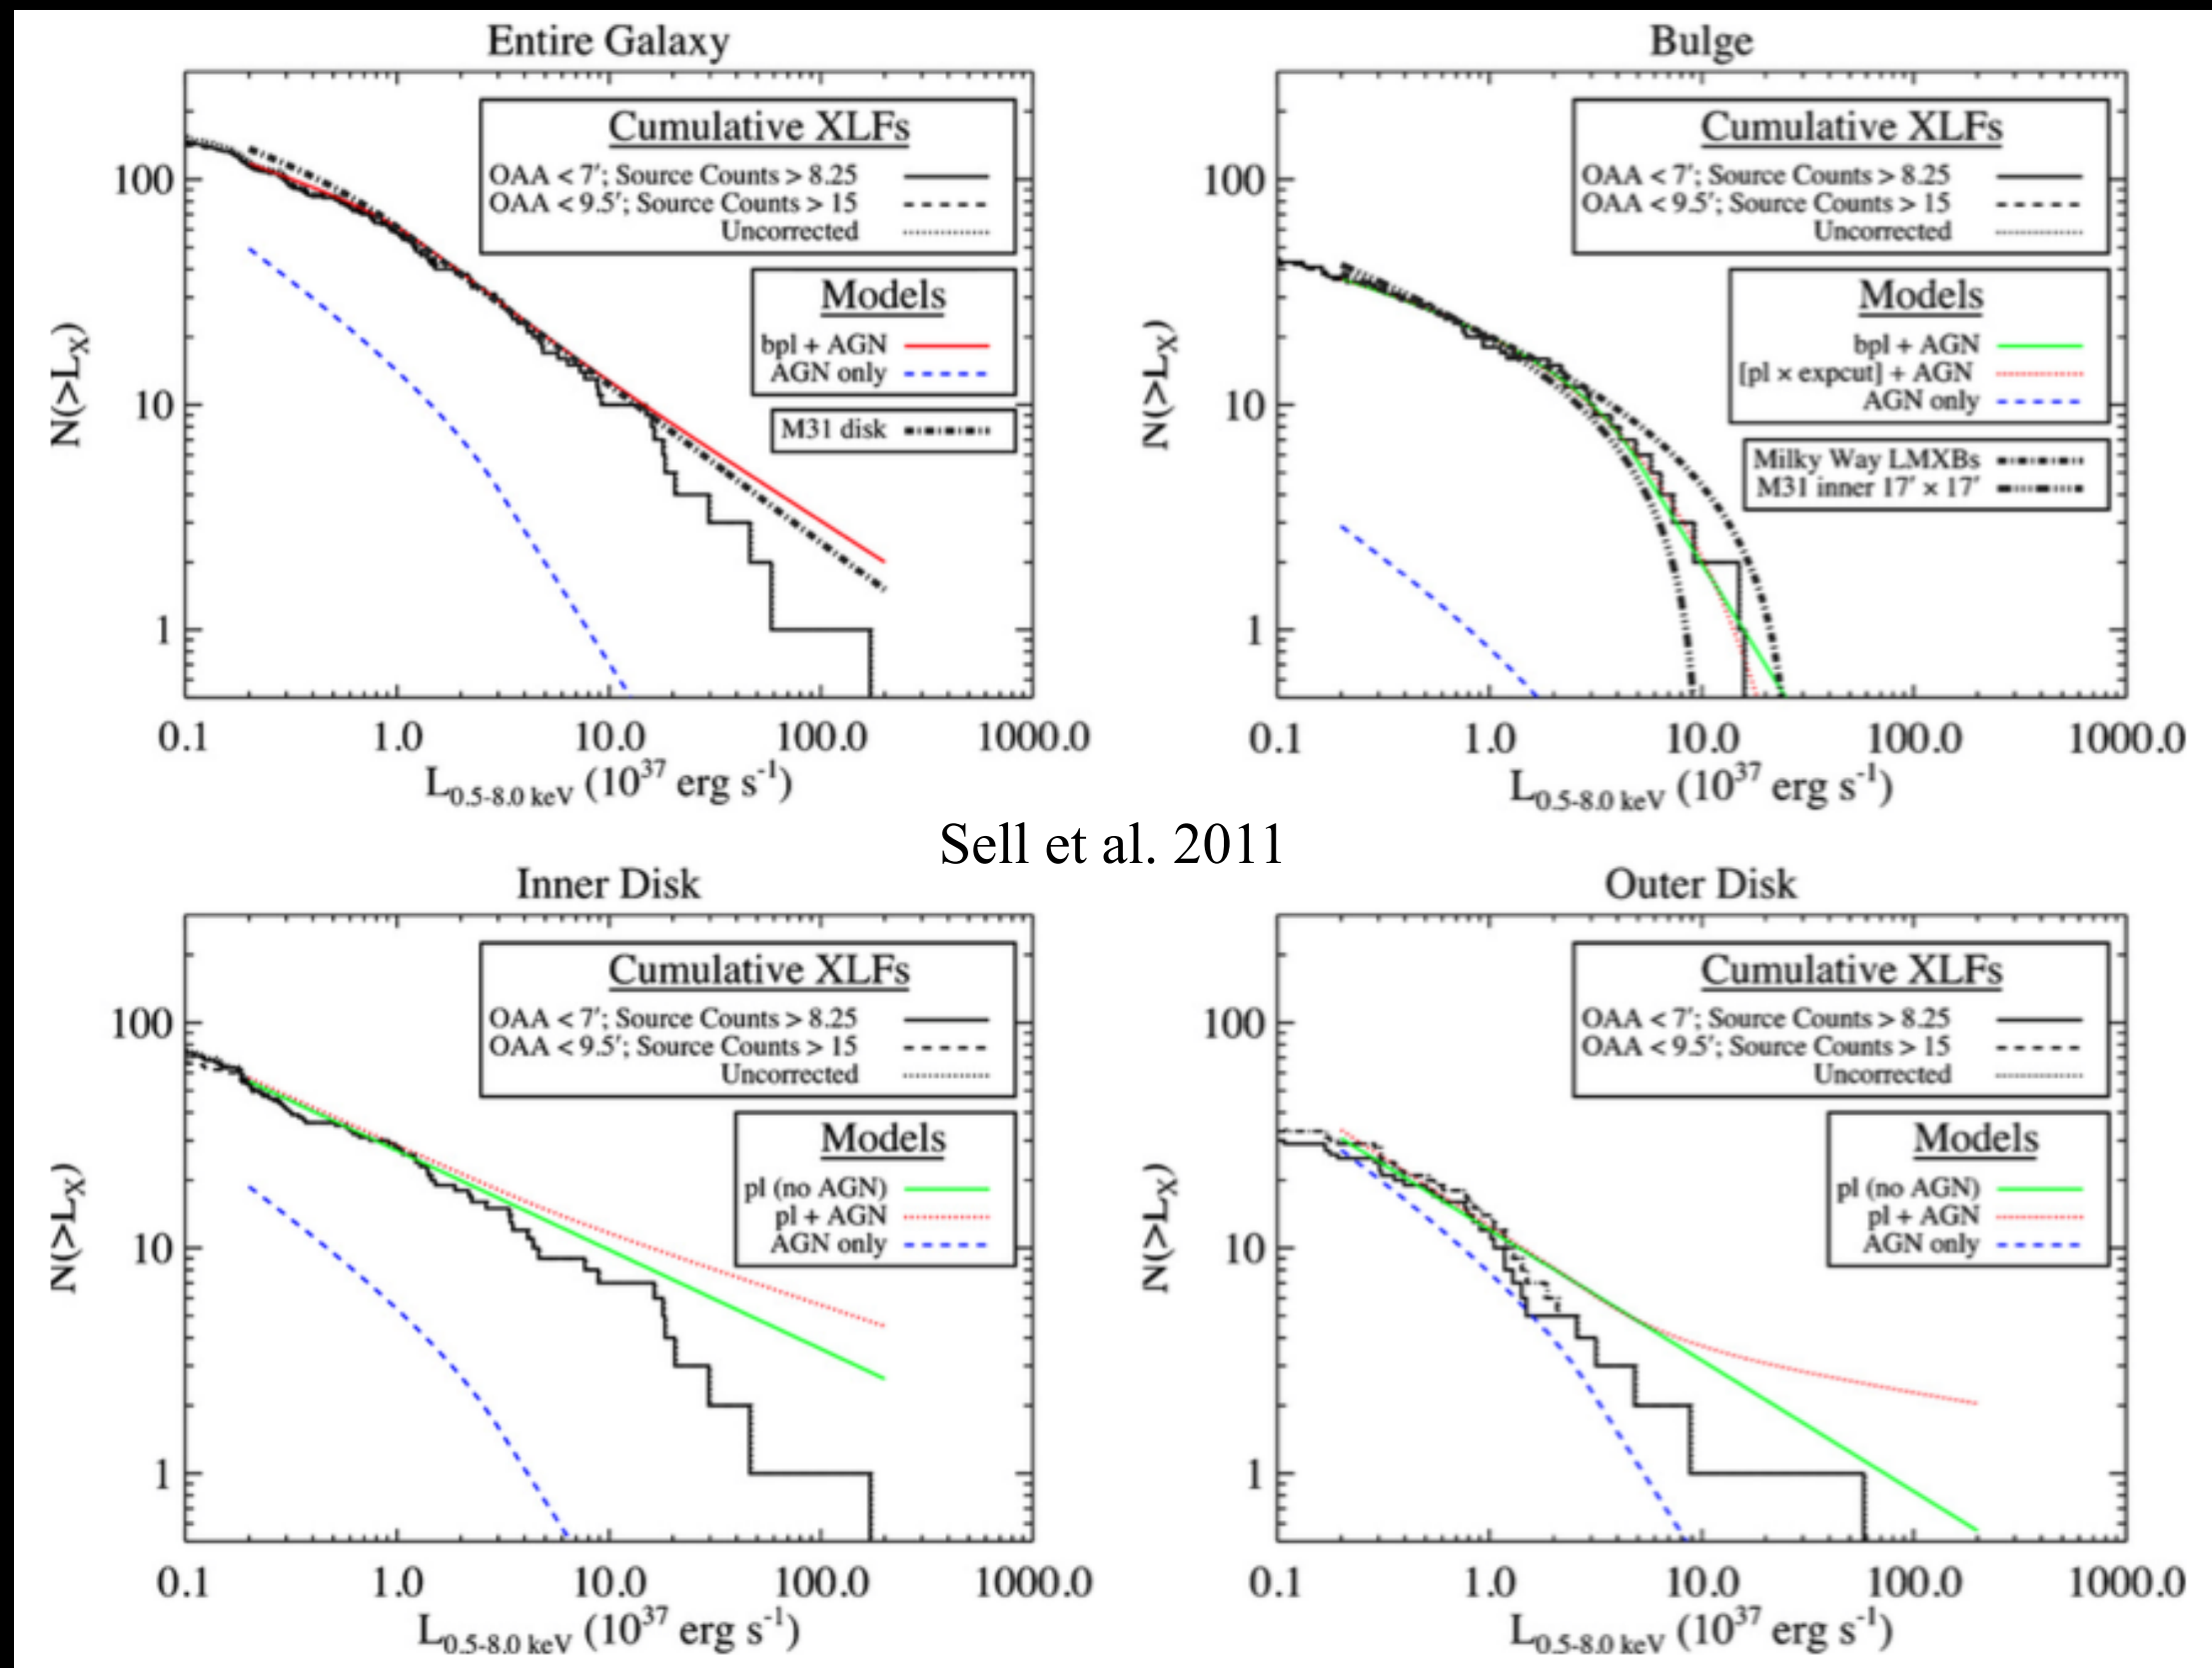 Entire Galaxy
Cumulative XLFs
OAA < 7′; Source Counts > 8.25
OAA < 9.5′; Source Counts > 15
Uncorrected
Models
bpl + AGN
AGN only
M31 disk
100
10
1
N(>L_X)
0.1 1.0 10.0 100.0 1000.0
L_0.5-8.0 keV (10^37 erg s^-1)
Bulge
Cumulative XLFs
OAA < 7′; Source Counts > 8.25
OAA < 9.5′; Source Counts > 15
Uncorrected
Models
bpl + AGN
[pl × expcut] + AGN
AGN only
Milky Way LMXBs
M31 inner 17′ × 17′
100
10
1
N(>L_X)
0.1 1.0 10.0 100.0 1000.0
L_0.5-8.0 keV (10^37 erg s^-1)
Sell et al. 2011
Inner Disk
Cumulative XLFs
OAA < 7′; Source Counts > 8.25
OAA < 9.5′; Source Counts > 15
Uncorrected
Models
pl (no AGN)
pl + AGN
AGN only
100
10
1
N(>L_X)
0.1 1.0 10.0 100.0 1000.0
L_0.5-8.0 keV (10^37 erg s^-1)
Outer Disk
Cumulative XLFs
OAA < 7′; Source Counts > 8.25
OAA < 9.5′; Source Counts > 15
Uncorrected
Models
pl (no AGN)
pl + AGN
AGN only
100
10
1
N(>L_X)
0.1 1.0 10.0 100.0 1000.0
L_0.5-8.0 keV (10^37 erg s^-1)